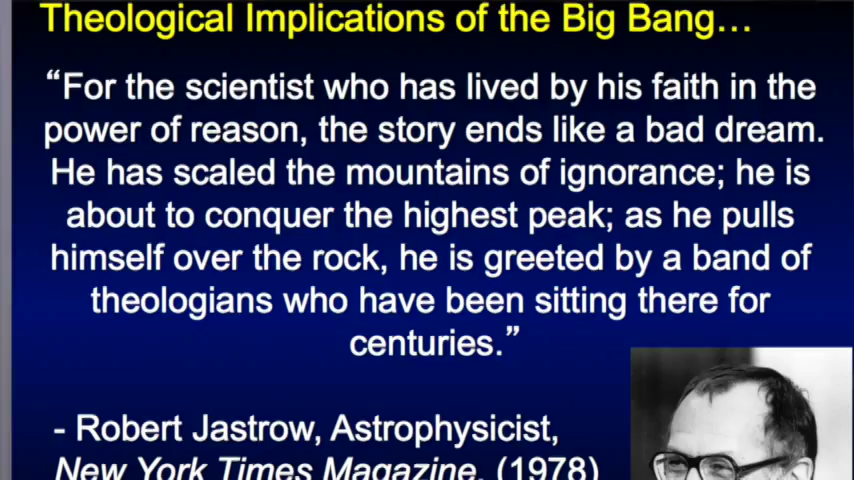 Theological Implications of the Big Bang...
“For the scientist who has lived by his faith in the
power of reason, the story ends like a bad dream.
He has scaled the mountains of ignorance; he is
about to conquer the highest peak; as he pulls
himself over the rock, he is greeted by a band of
theologians who have been sitting there for
centuries.”
- Robert Jastrow, Astrophysicist,
New York Times Magazine, (1978)